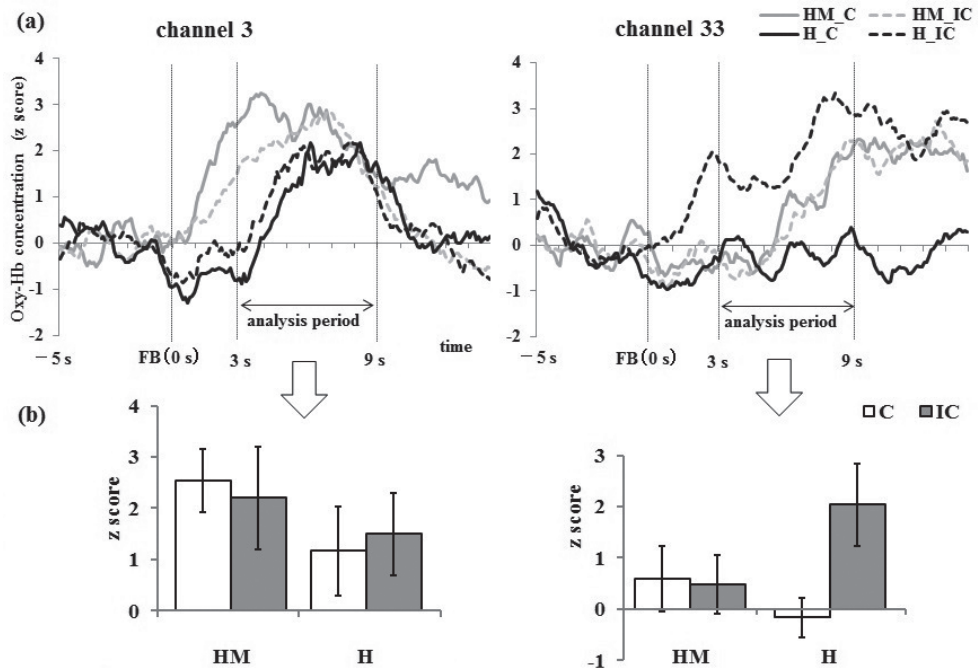 (a)
channel 3
channel 33
HM_C
HM_IC
H_C
H_IC
Oxy-Hb concentration (z score)
4
3
2
1
0
-1
-2
analysis period
time
−5 s
FB(0 s)
3 s
9 s
4
3
2
1
0
-1
-2
analysis period
−5 s
FB(0 s)
3 s
9 s
(b)
C
IC
z score
4
3
2
1
0
HM
H
z score
3
2
1
0
-1
HM
H